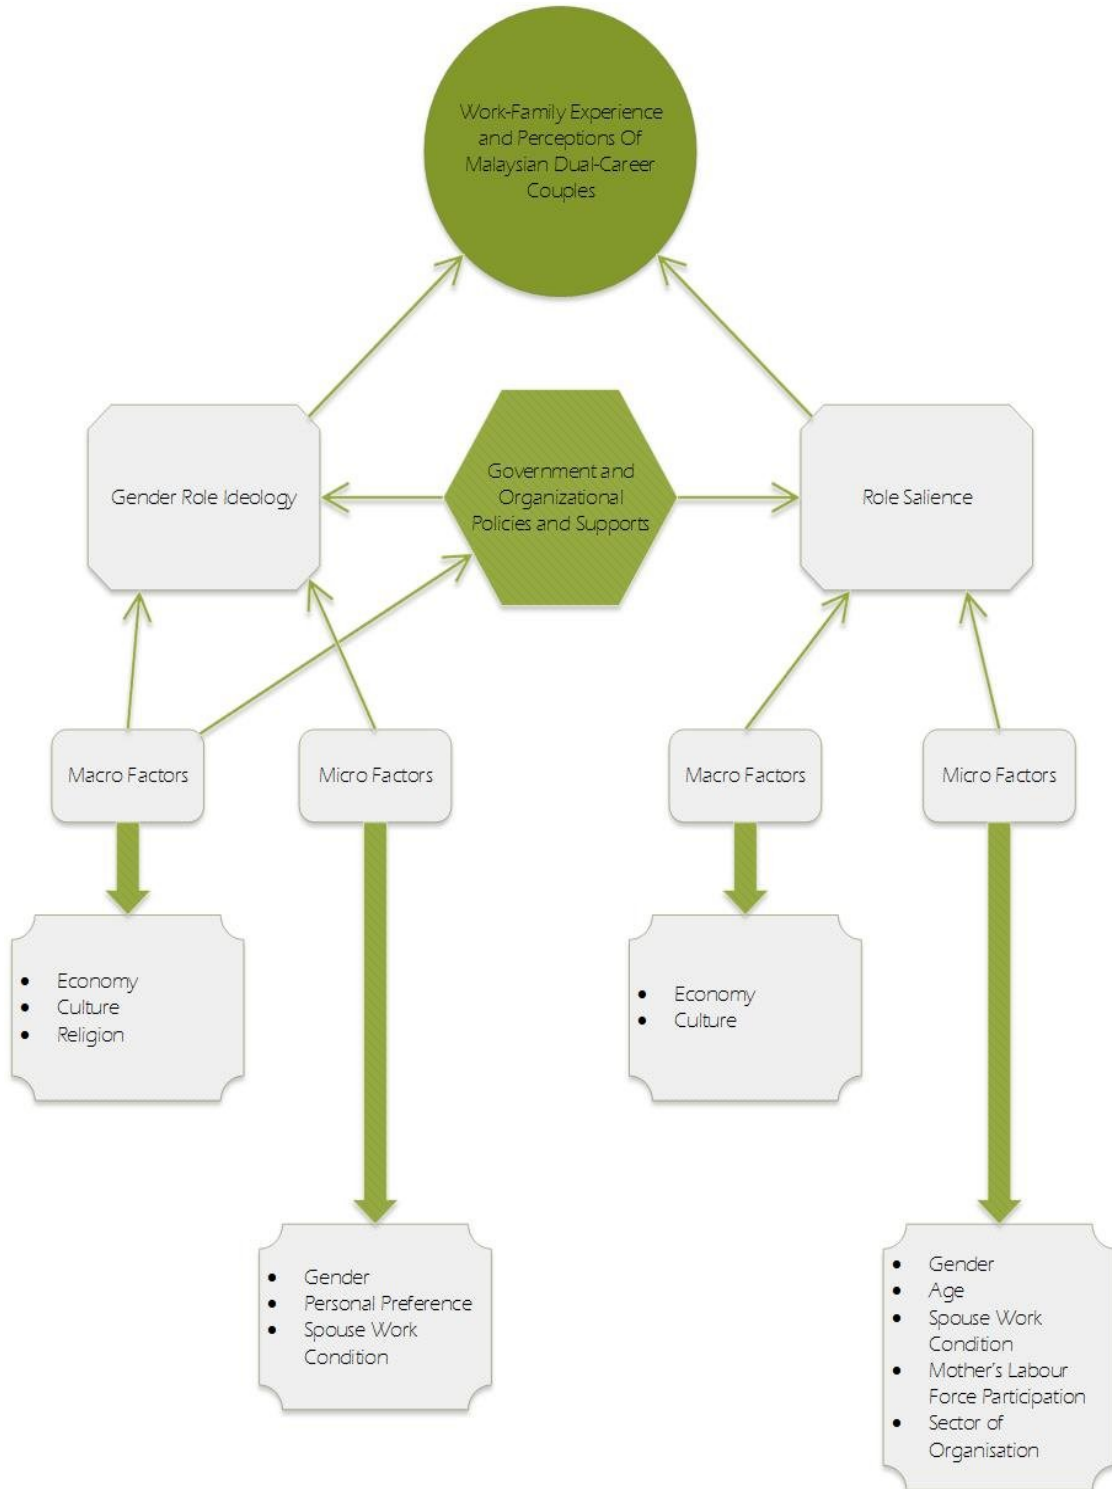 Work-Family Experience
and Perceptions Of
Malaysian Dual-Career
Couples
Gender Role Ideology
Government and
Organizational
Policies and Supports
Role Salience
Macro Factors
Micro Factors
Macro Factors
Micro Factors
• Economy
• Culture
• Religion
• Economy
• Culture
• Gender
• Personal Preference
• Spouse Work
Condition
• Gender
• Age
• Spouse Work
Condition
• Mother's Labour
Force Participation
• Sector of
Organisation